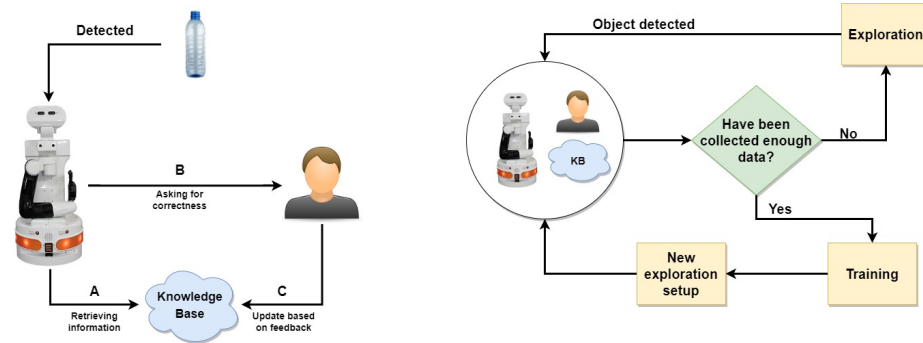 Detected
B
Asking for
correctness
A
Retrieving
information
Knowledge
Base
C
Update based
on feedback
Object detected
Exploration
KB
Have been
collected enough
data?
No
Yes
New
exploration
setup
Training